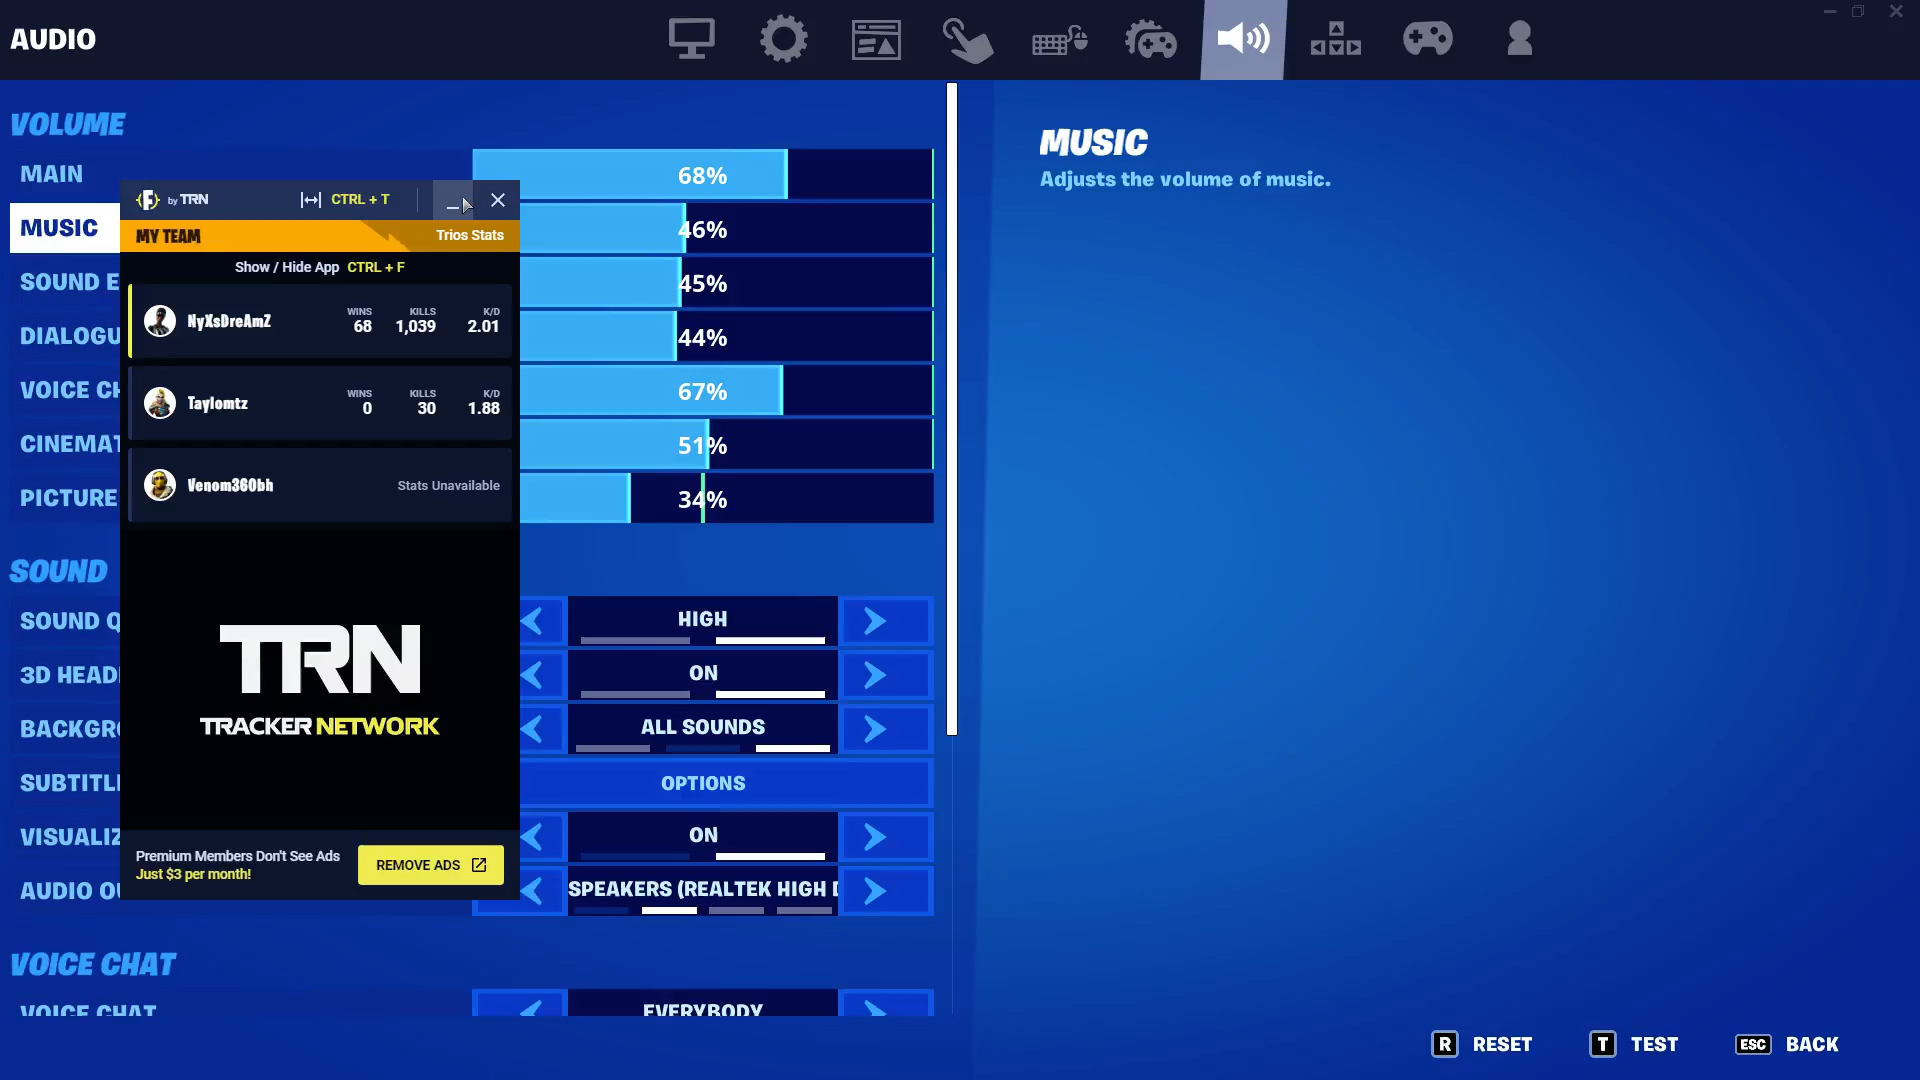 AUDIO
VOLUME
MAIN
68%
MUSIC
46%
SOUND E
45%
DIALOGU
44%
VOICE CH
67%
CINEMAT
51%
PICTURE
34%
by TRN
CTRL + T
MY TEAM
Trios Stats
Show / Hide App CTRL + F
NyXsDreAmZ
WINS KILLS K/D
68 1,039 2.01
Taylomtz
WINS KILLS K/D
0 30 1.88
Venom360bh
Stats Unavailable
TRN
TRACKER NETWORK
Premium Members Don't See Ads
Just $3 per month!
REMOVE ADS
SOUND
SOUND Q
HIGH
3D HEAD
ON
BACKGRO
ALL SOUNDS
SUBTITL
OPTIONS
VISUALIZ
ON
AUDIO OU
SPEAKERS (REALTEK HIGH D
VOICE CHAT
VOICE CHAT
EVERYBODY
MUSIC
Adjusts the volume of music.
R RESET
T TEST
ESC BACK